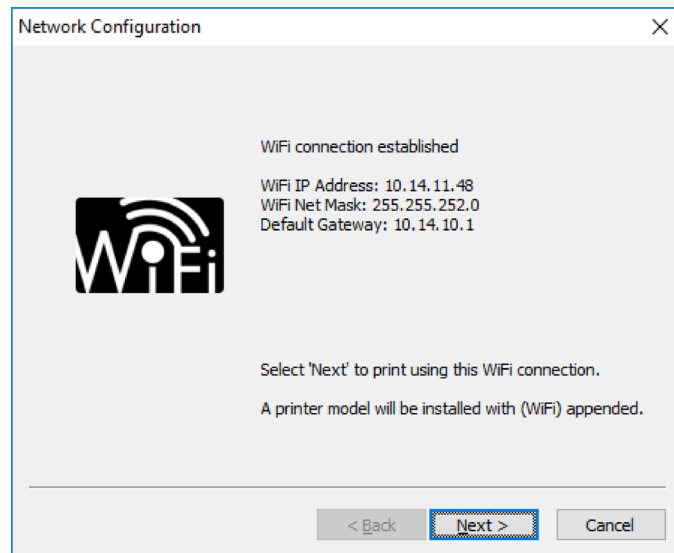 Network Configuration
WiFi connection established
WiFi IP Address: 10.14.11.48
WiFi Net Mask: 255.255.252.0
Default Gateway: 10.14.10.1
WiFi
Select 'Next' to print using this WiFi connection.
A printer model will be installed with (WiFi) appended.
< Back
Next >
Cancel